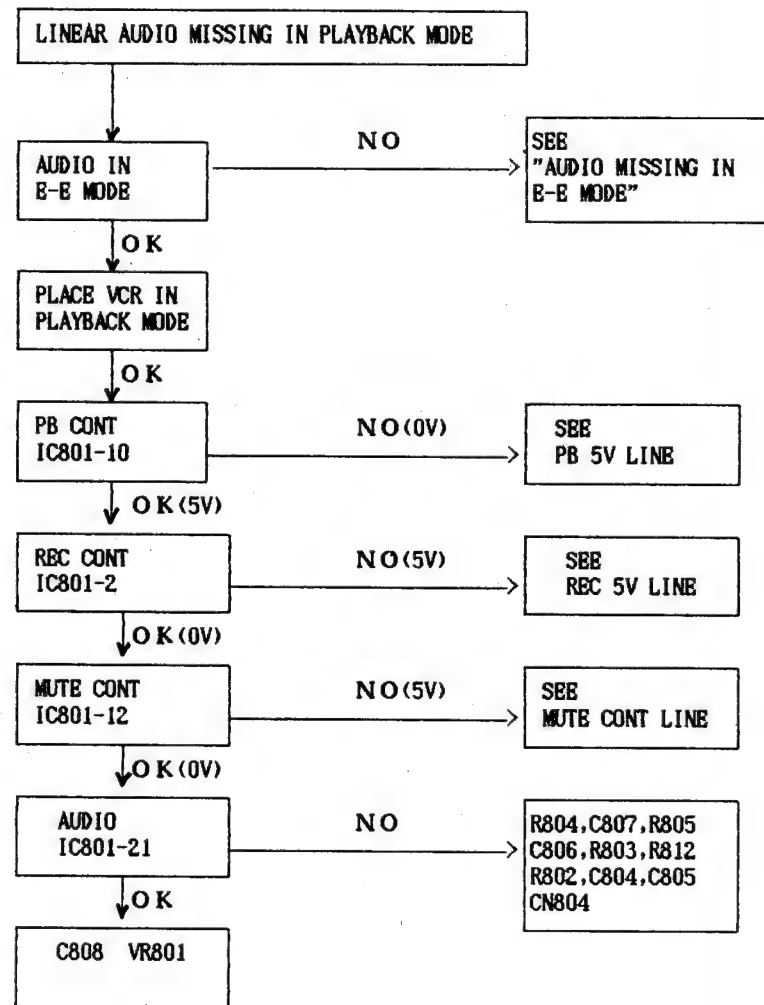 LINEAR AUDIO MISSING IN PLAYBACK MODE
AUDIO IN
E-E MODE
NO
SEE
"AUDIO MISSING IN
E-E MODE"
OK
PLACE VCR IN
PLAYBACK MODE
OK
PB CONT
IC801-10
NO(0V)
SEE
PB 5V LINE
OK(5V)
REC CONT
IC801-2
NO(5V)
SEE
REC 5V LINE
OK(0V)
MUTE CONT
IC801-12
NO(5V)
SEE
MUTE CONT LINE
OK(0V)
AUDIO
IC801-21
NO
R804,C807,R805
C806,R803,R812
R802,C804,C805
CN804
OK
C808 VR801